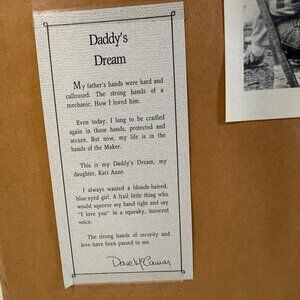 Daddy's
Dream
My father's hands were hard and
calloused. The strong hands of a
mechanic. How I loved him.
Even today, I long to be cradled
again in those hands, protected and
secure. But now, my life is in the
hands of the Maker.
This is my Daddy's Dream, my
daughter, Kari Anne.
I always wanted a blonde-haired,
blue-eyed girl. A frail little thing who
would squeeze my hand tight and say
"I love you" in a squeaky, innocent
voice.
The strong hands of security and
love have been passed to me.
Dave McCamon